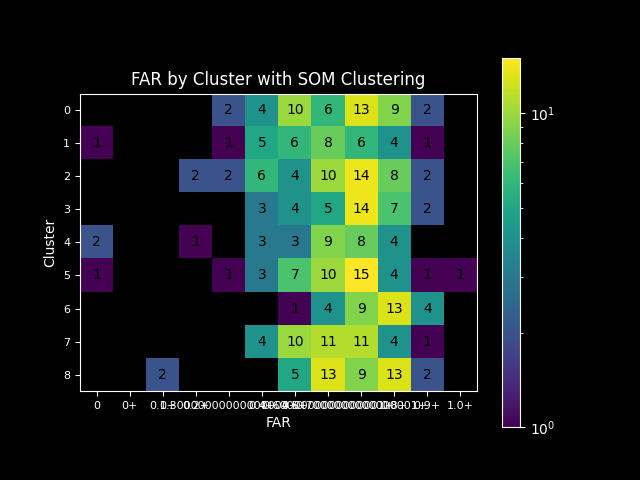 FAR by Cluster with SOM Clustering
0 2 4 10 6 13 9 2
1 1 1 5 6 8 6 4 1
2 2 2 6 4 10 14 8 2
3 3 4 5 14 7 2
4 2 1 3 3 9 8 4
5 1 1 3 7 10 15 4 1 1
6 1 4 9 13 4
7 4 10 11 11 4 1
8 2 5 13 9 13 2
Cluster
0 0+ 1.0+
FAR
10¹
10⁰